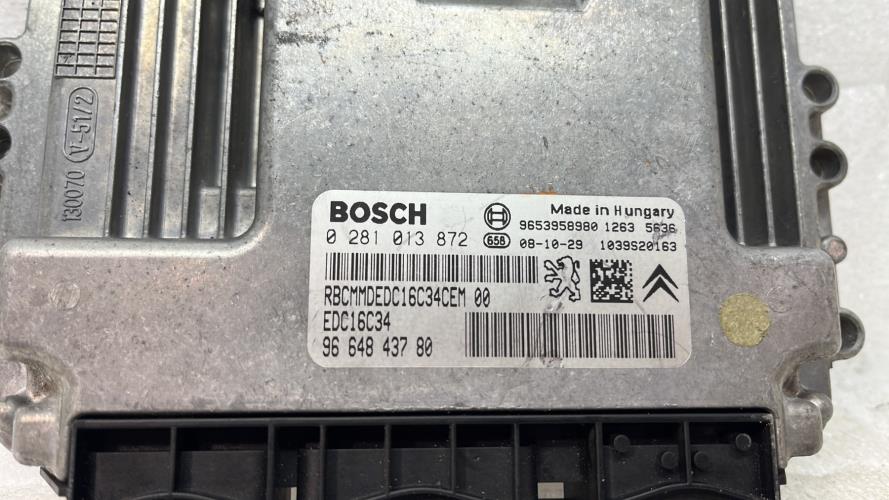 130070 V-51/2
BOSCH
Made in Hungary
9653958980 1263 5636
0 281 013 872 658 08-10-29 1039S20163
RBCMMDEDC16C34CEM 00
EDC16C34
96 648 437 80